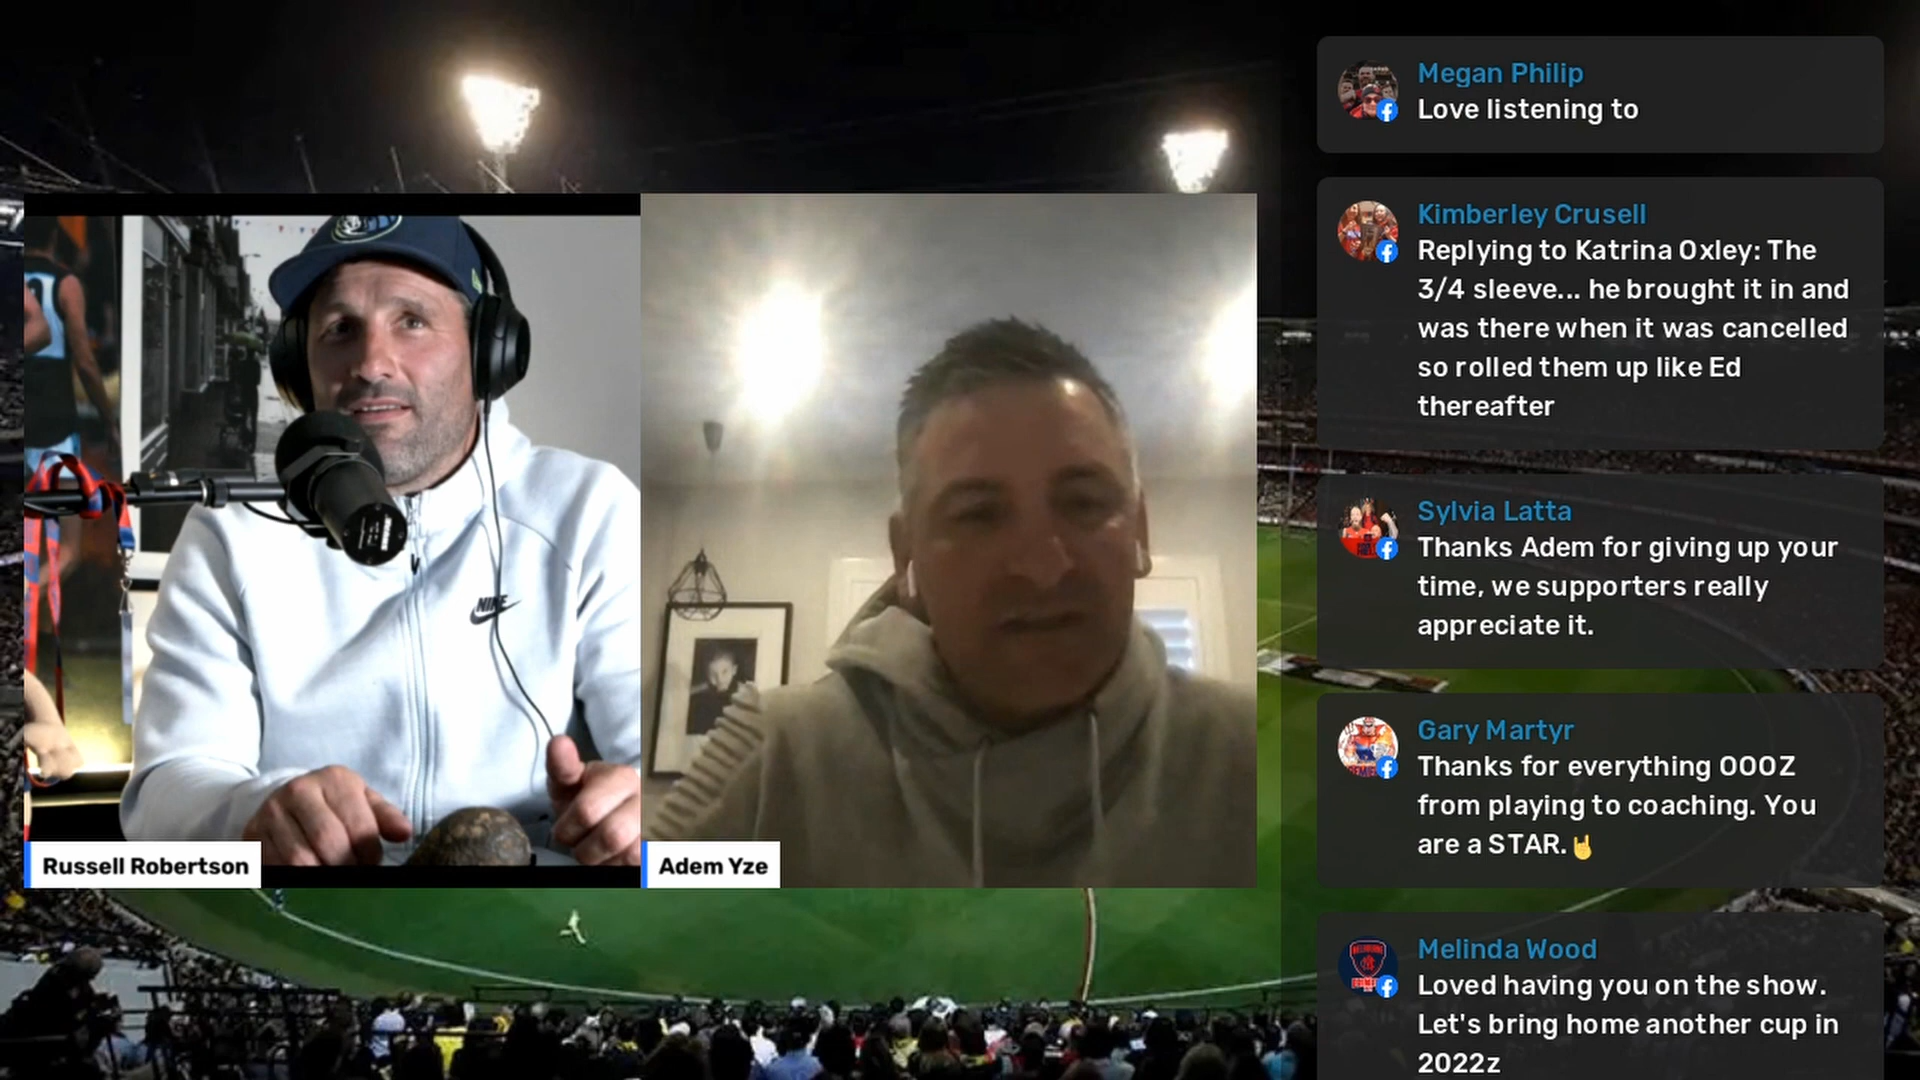 Megan Philip
Love listening to
Kimberley Crusell
Replying to Katrina Oxley: The
3/4 sleeve... he brought it in and
was there when it was cancelled
so rolled them up like Ed
thereafter
Sylvia Latta
Thanks Adem for giving up your
time, we supporters really
appreciate it.
Gary Martyr
Thanks for everything OOOZ
from playing to coaching. You
are a STAR.🤘
Melinda Wood
Loved having you on the show.
Let's bring home another cup in
2022z
NIKE
Russell Robertson
Adem Yze